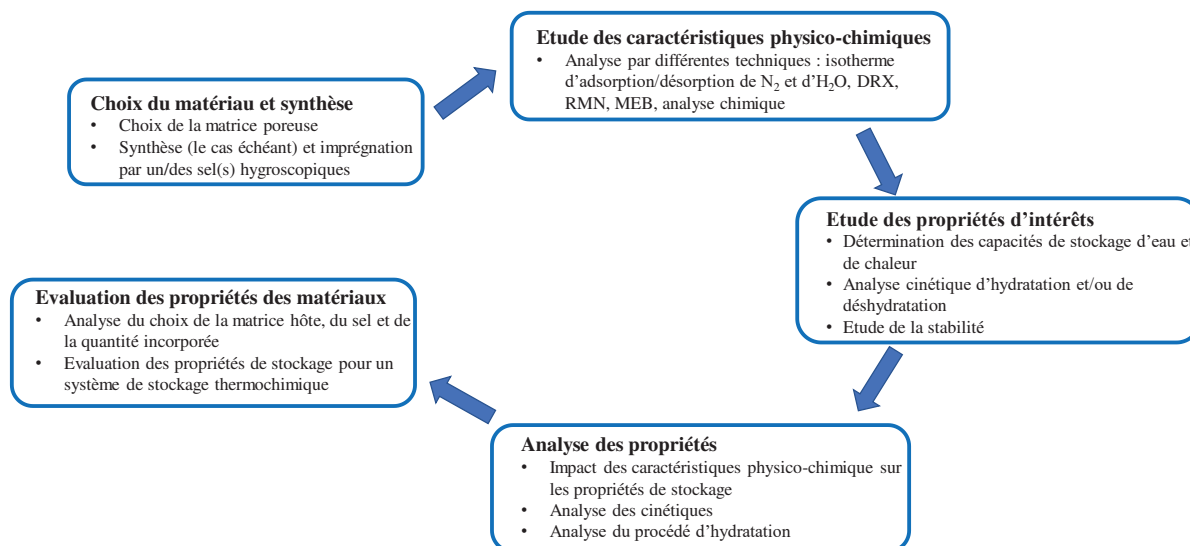 Choix du matériau et synthèse
• Choix de la matrice poreuse
• Synthèse (le cas échéant) et imprégnation
par un/des sel(s) hygroscopiques
Etude des caractéristiques physico-chimiques
• Analyse par différentes techniques : isotherme
d'adsorption/désorption de N₂ et d'H₂O, DRX,
RMN, MEB, analyse chimique
Etude des propriétés d'intérêts
• Détermination des capacités de stockage d'eau et
de chaleur
• Analyse cinétique d'hydratation et/ou de
déshydratation
• Etude de la stabilité
Analyse des propriétés
• Impact des caractéristiques physico-chimique sur
les propriétés de stockage
• Analyse des cinétiques
• Analyse du procédé d'hydratation
Evaluation des propriétés des matériaux
• Analyse du choix de la matrice hôte, du sel et de
la quantité incorporée
• Evaluation des propriétés de stockage pour un
système de stockage thermochimique